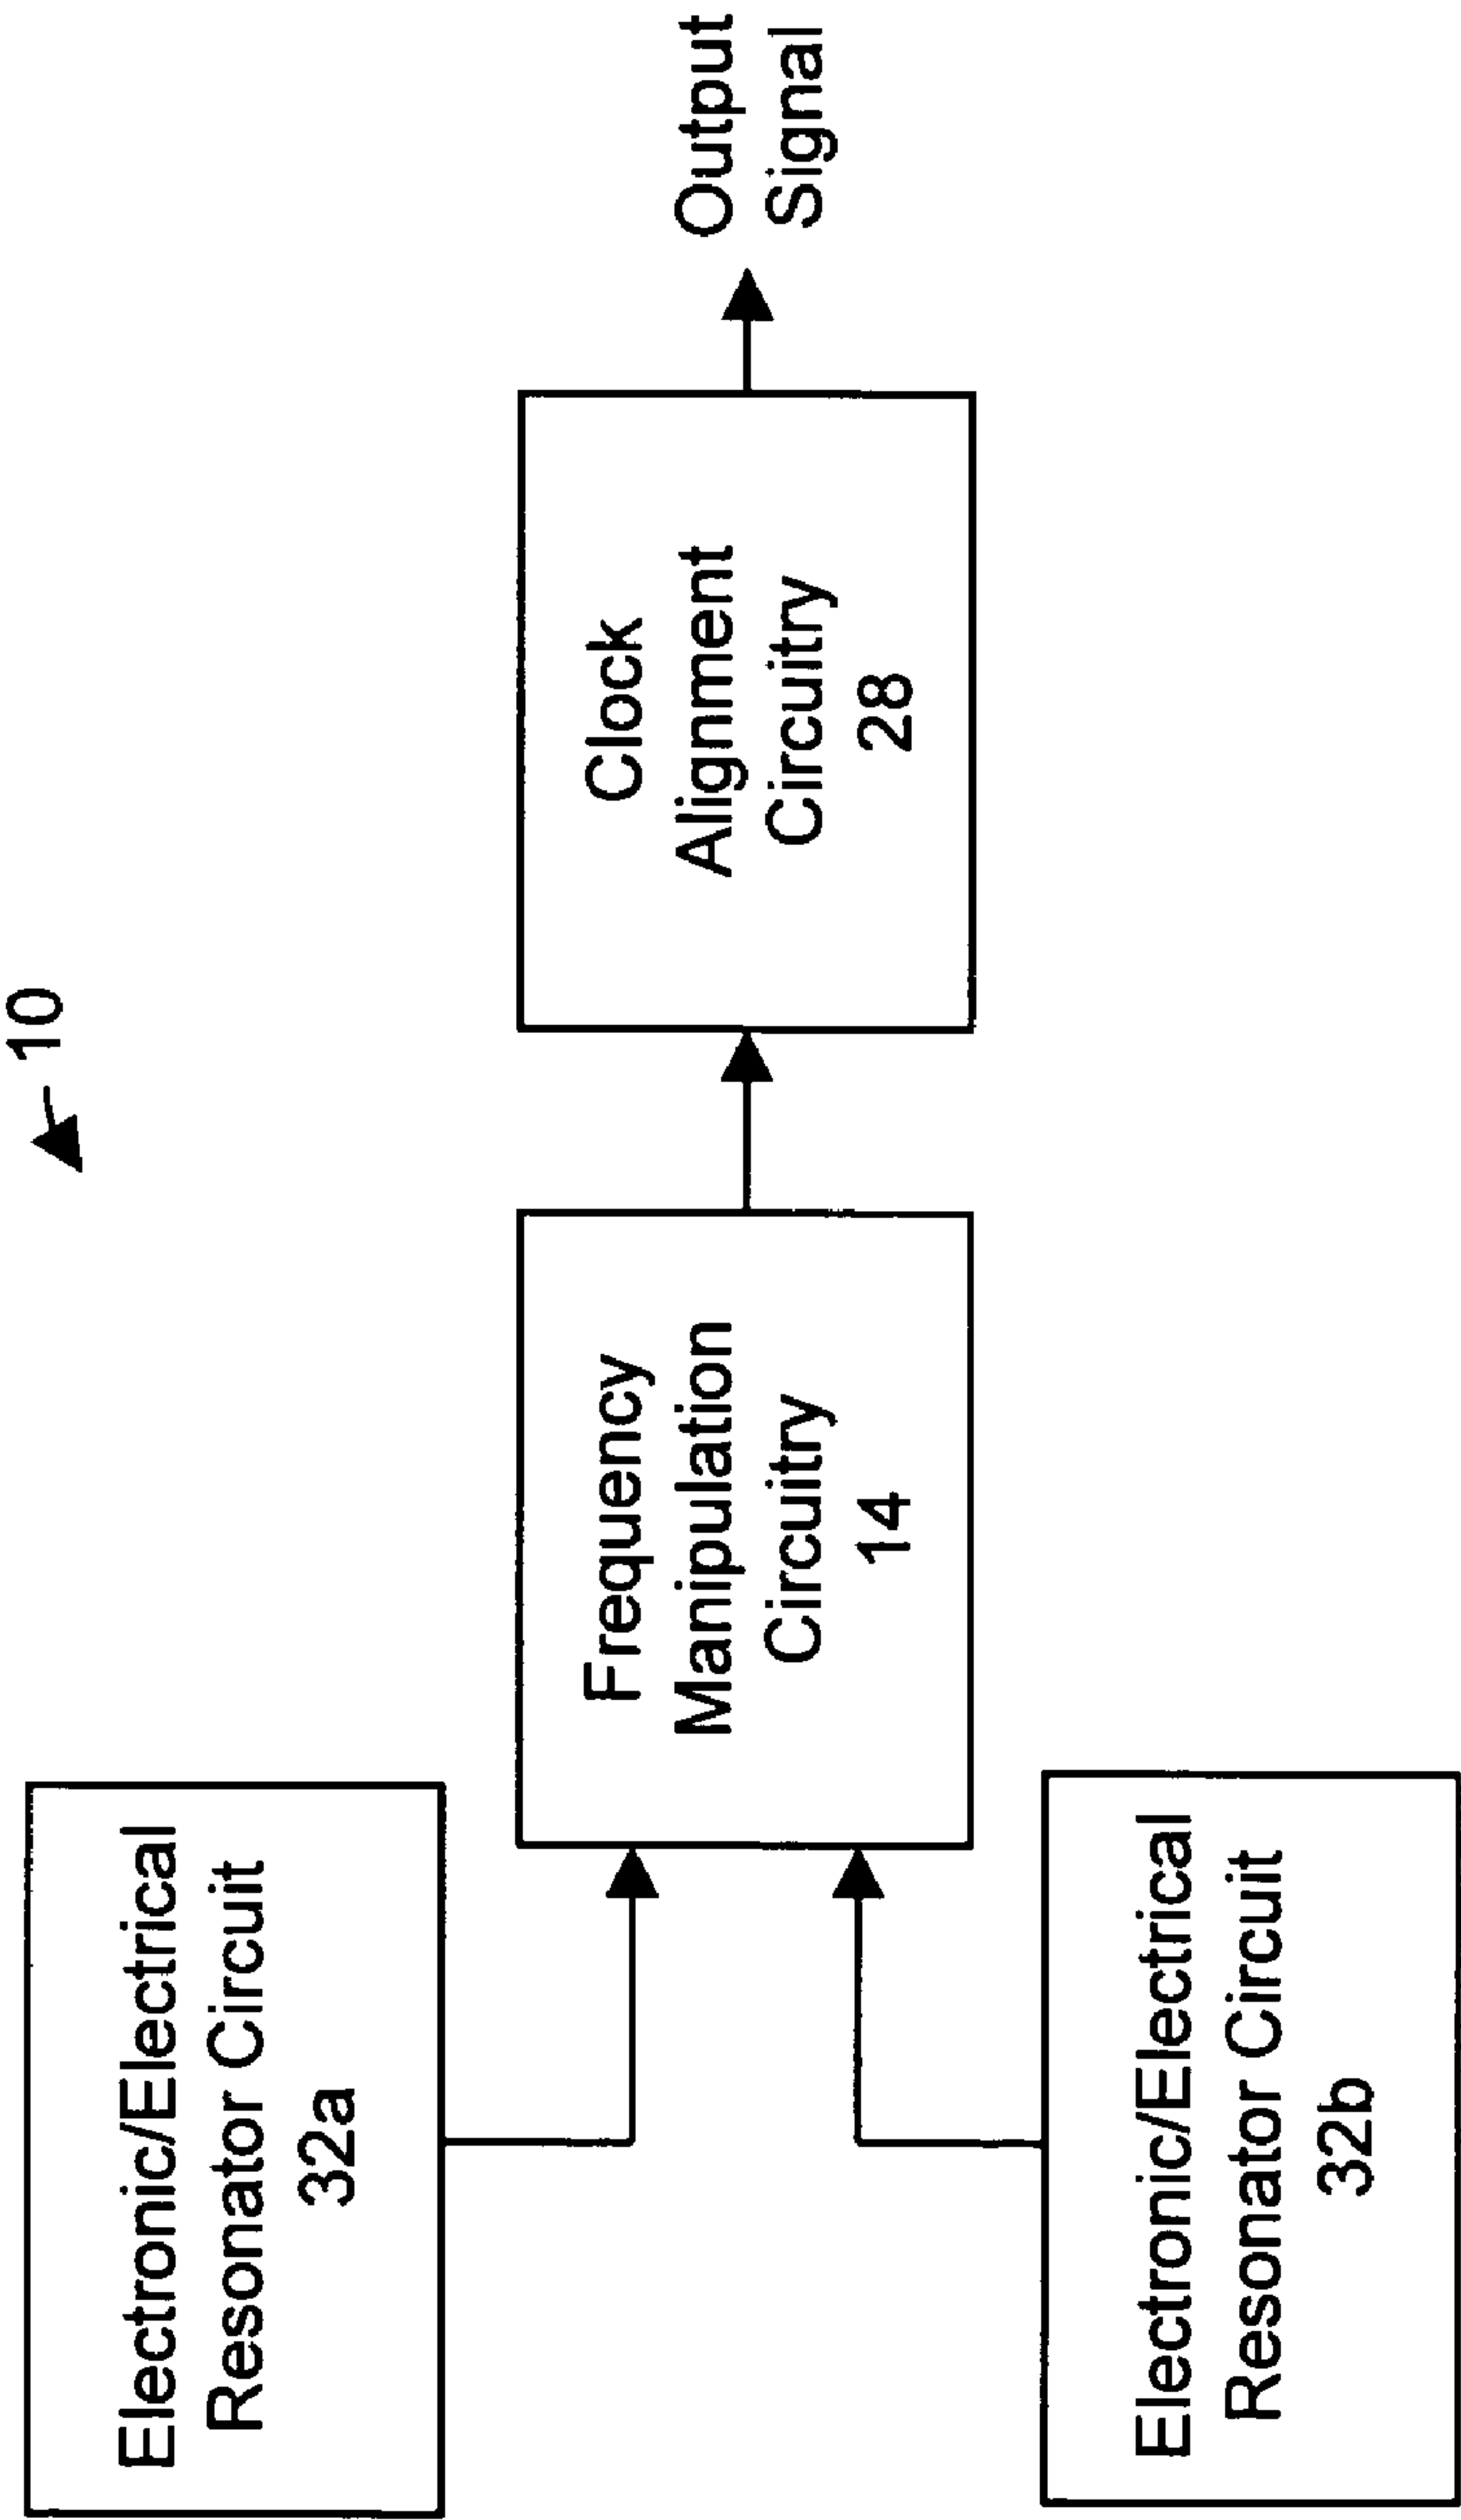 10
Electronic/Electrical
Resonator Circuit
32a
Frequency
Manipulation
Circuitry
14
Clock
Alignment
Circuitry
28
Output
Signal
Electronic/Electrical
Resonator Circuit
32b